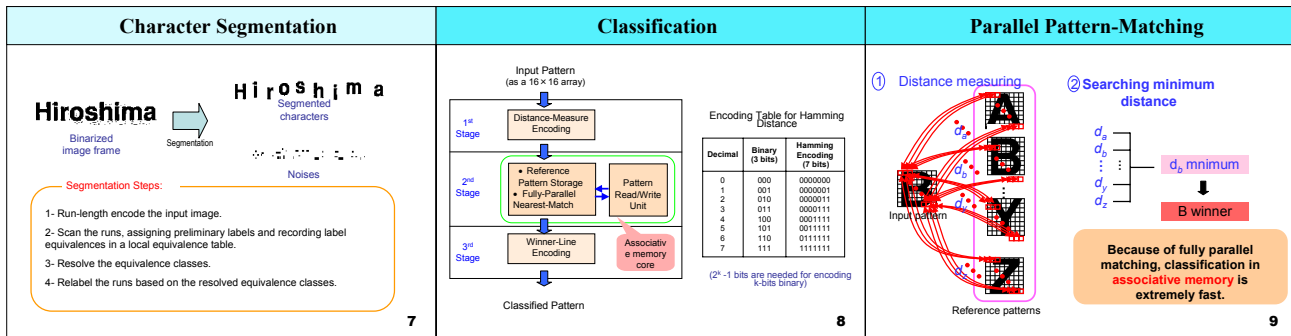 Character Segmentation
Hiroshima
Binarized
image frame
Segmentation
Hiroshima
Segmented
characters
Noises
Segmentation Steps:
1- Run-length encode the input image.
2- Scan the runs, assigning preliminary labels and recording label
equivalences in a local equivalence table.
3- Resolve the equivalence classes.
4- Relabel the runs based on the resolved equivalence classes.
7
Classification
Input Pattern
(as a 16×16 array)
1st
Stage
Distance-Measure
Encoding
2nd
Stage
• Reference
Pattern Storage
• Fully-Parallel
Nearest-Match
Pattern
Read/Write
Unit
3rd
Stage
Winner-Line
Encoding
Associativ
e memory
core
Classified Pattern
Encoding Table for Hamming
Distance
Decimal Binary (3 bits) Hamming Encoding (7 bits)
0 000 0000000
1 001 0000001
2 010 0000011
3 011 0000111
4 100 0001111
5 101 0011111
6 110 0111111
7 111 1111111
(2ᵏ -1 bits are needed for encoding
k-bits binary)
8
Parallel Pattern-Matching
① Distance measuring
A
da
B
db
Input pattern
Y
dy
Z
Reference patterns
② Searching minimum
distance
da
db
dy
dz
db mnimum
B winner
Because of fully parallel
matching, classification in
associative memory is
extremely fast.
9